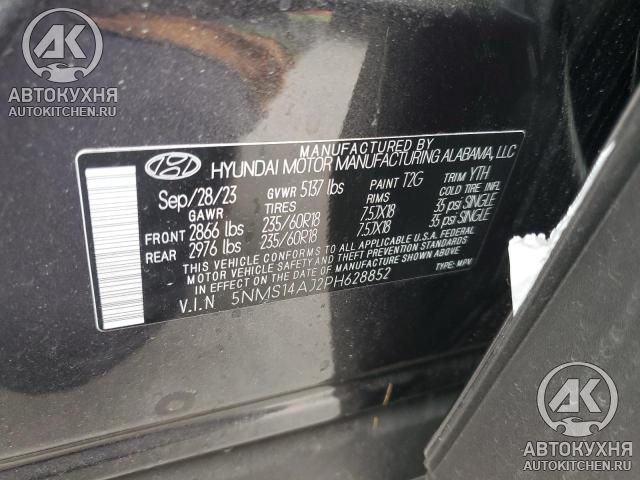 АВТОКУХНЯ
AUTOKITCHEN.RU
MANUFACTURED BY
HYUNDAI MOTOR MANUFACTURING ALABAMA, LLC
Sep/28/23 GVWR 5137 lbs PAINT T2G TRIM YTH
GAWR TIRES RIMS COLD TIRE INFL
FRONT 2866 lbs 235/60R18 7.57X18 35 psi SINGLE
REAR 2976 lbs 235/60R18 7.57X18 35 psi SINGLE
THIS VEHICLE CONFORMS TO ALL APPLICABLE U.S.A. FEDERAL
MOTOR VEHICLE SAFETY AND THEFT PREVENTION STANDARDS
IN EFFECT ON THE DATE OF MANUFACTURE SHOWN ABOVE.
V.I.N 5NMS14AJ2PH628852 TYPE: MPV
АВТОКУХНЯ
AUTOKITCHEN.RU